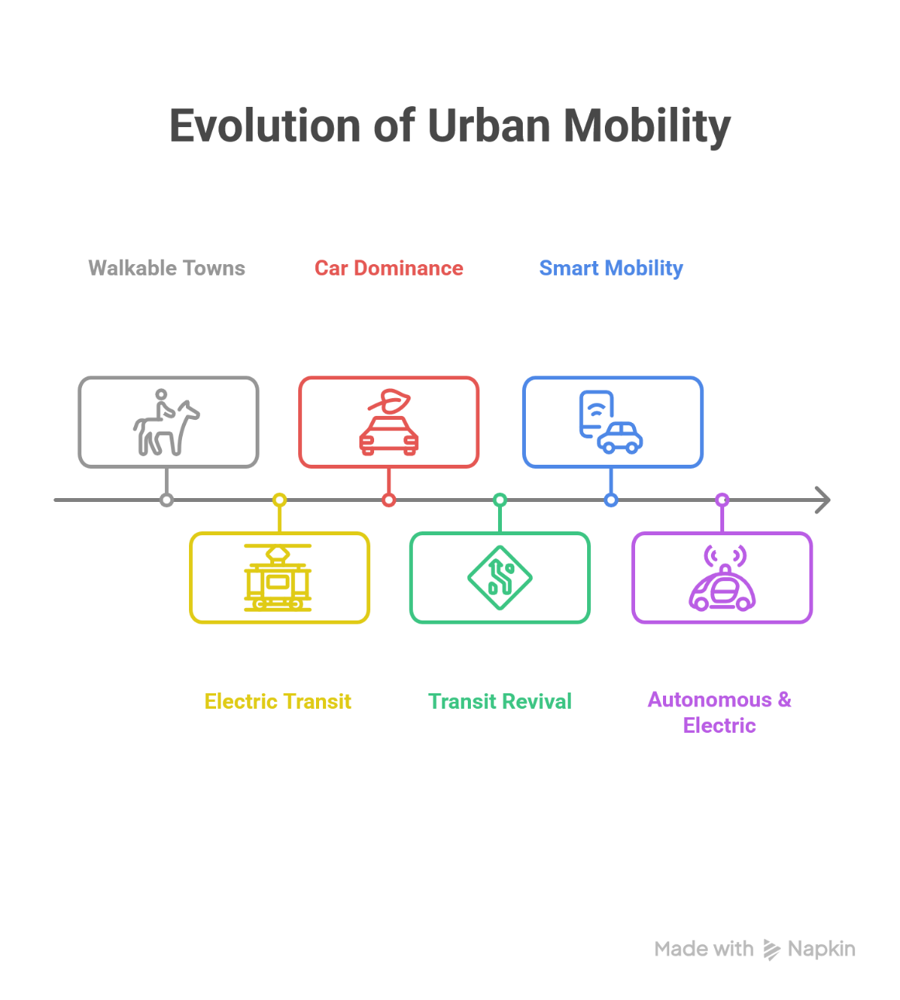 Evolution of Urban Mobility
Walkable Towns
Car Dominance
Smart Mobility
Electric Transit
Transit Revival
Autonomous &
Electric
Made with Napkin